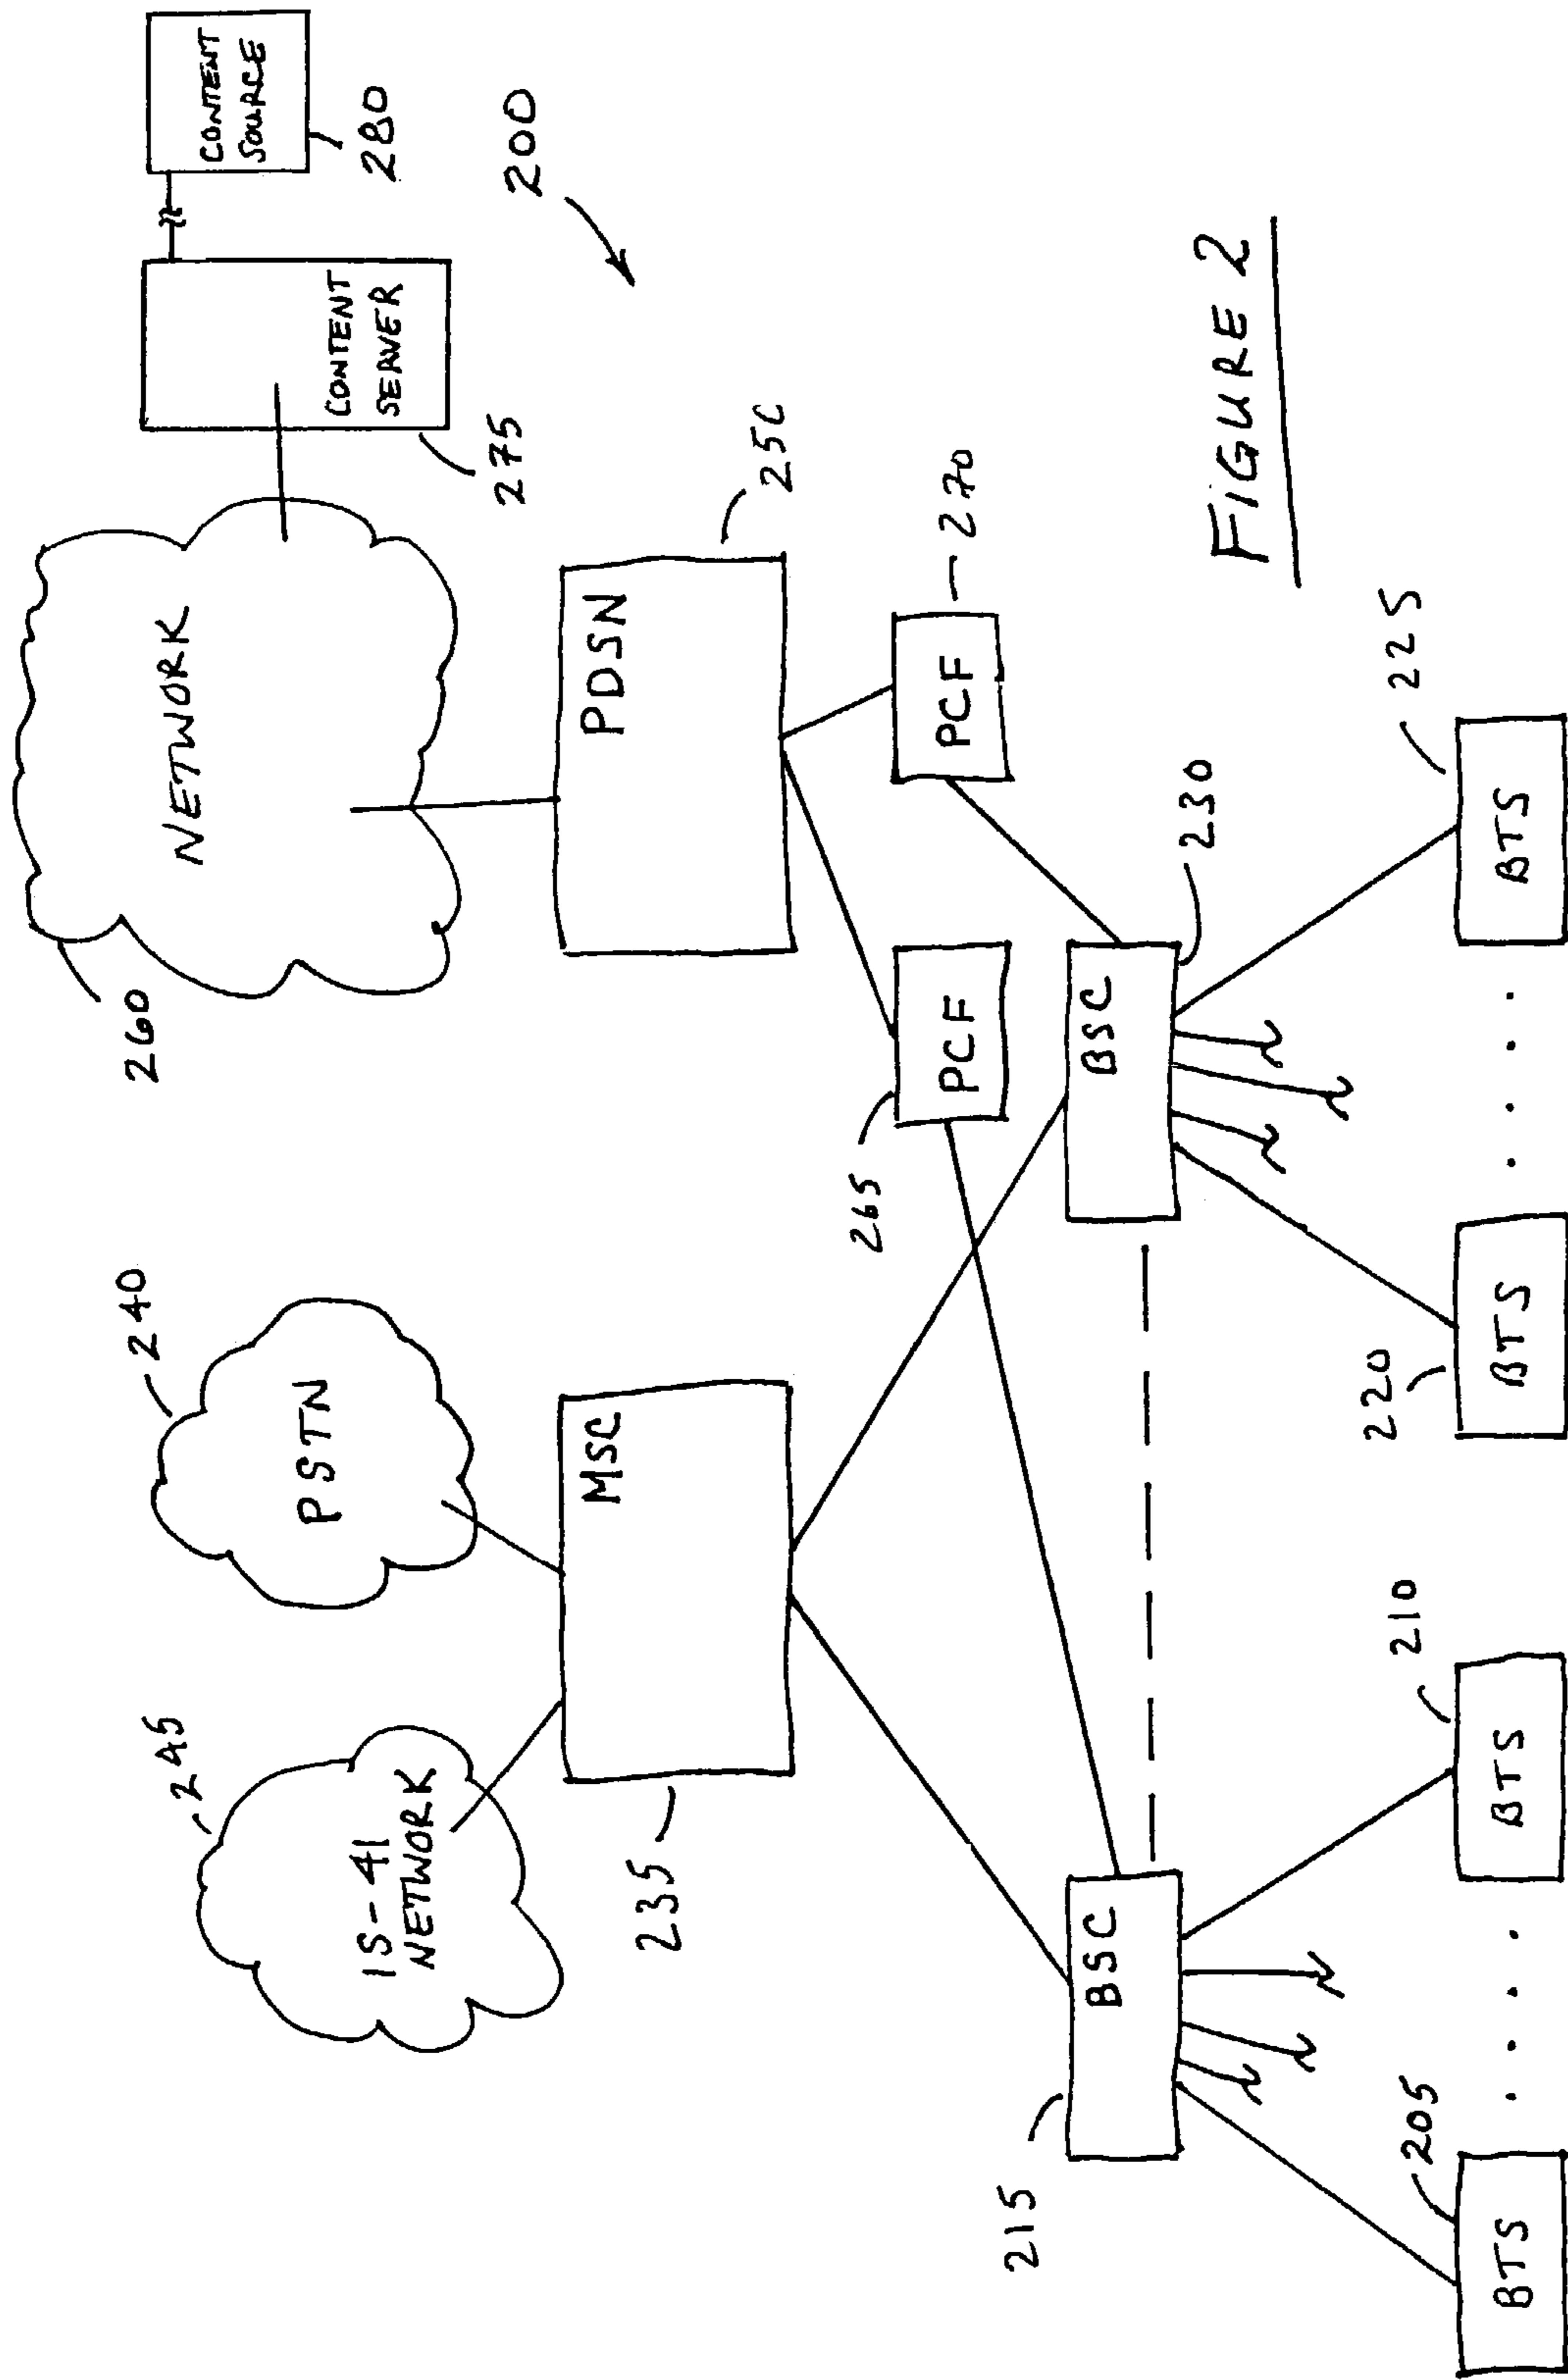 CONTENT
SOURCE
280
200
CONTENT
SERVER
275
NETWORK
260
PSTN
240
IS-41
NETWORK
245
PDSN
250
MSC
235
PCF
270
PCF
265
BSC
230
BSC
215
BTS
225
BTS
220
BTS
210
BTS
205
FIGURE 2